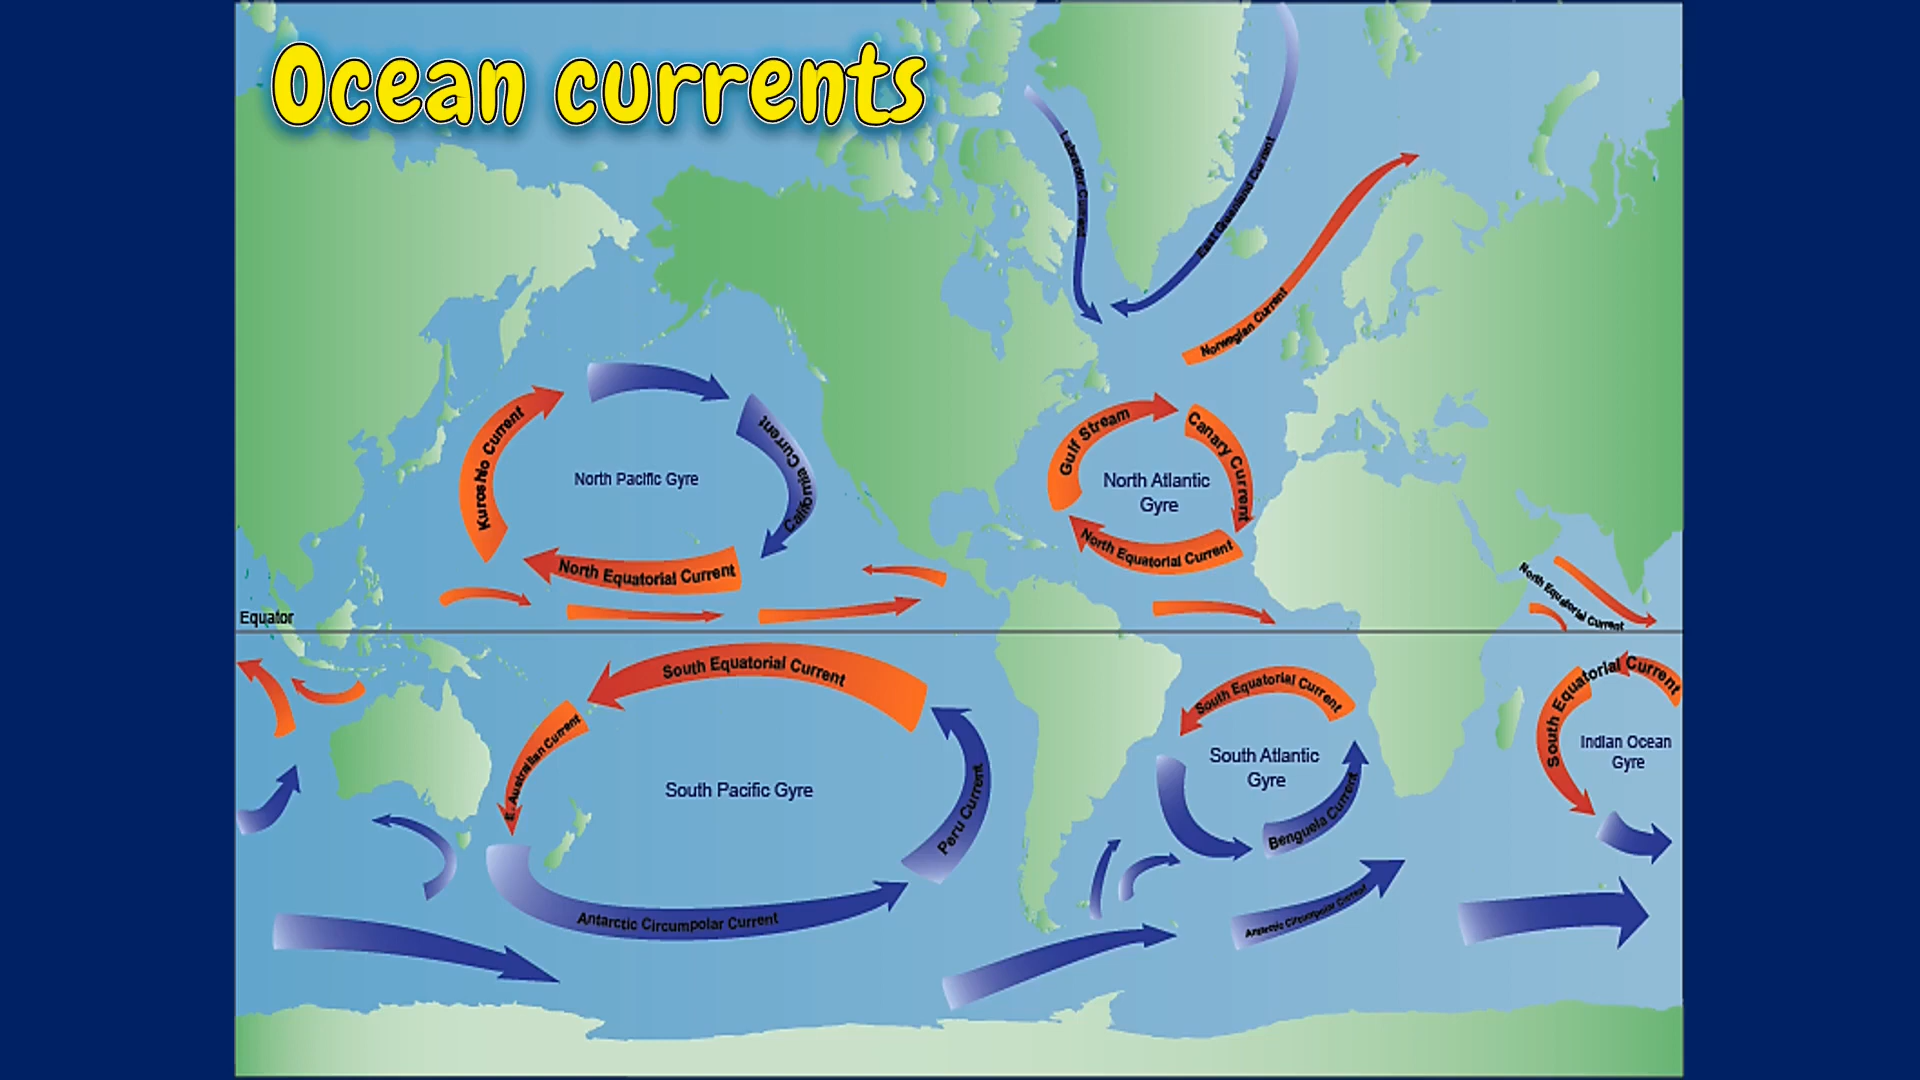 Ocean currents
Labrador Current
East Greenland Current
Norwegian Current
Kuroshio Current
California Current
North Pacific Gyre
North Equatorial Current
Gulf Stream
Canary Current
North Atlantic
Gyre
North Equatorial Current
North Equatorial Current
Equator
South Equatorial Current
E. Australian Current
South Pacific Gyre
Peru Current
Antarctic Circumpolar Current
South Equatorial Current
South Atlantic
Gyre
Benguela Current
Antarctic Circumpolar Current
South Equatorial Current
Indian Ocean
Gyre